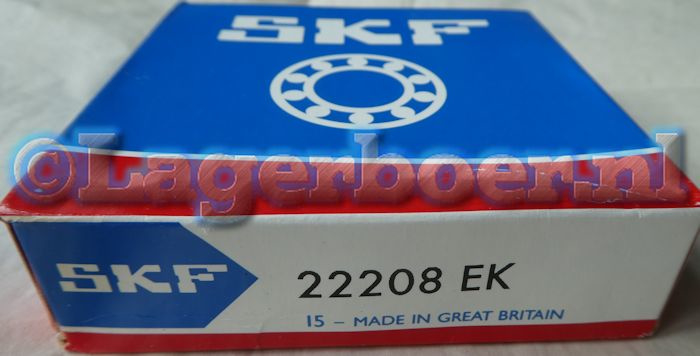 SKF
©Lagerboer.nl
SKF
22208 EK
15 – MADE IN GREAT BRITAIN